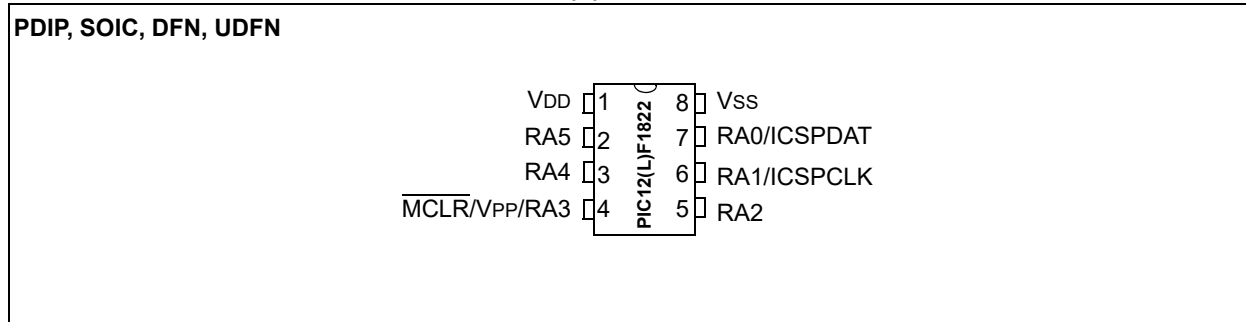 PDIP, SOIC, DFN, UDFN
VDD 1 8 VSS
RA5 2 7 RA0/ICSPDAT
RA4 3 6 RA1/ICSPCLK
MCLR/VPP/RA3 4 5 RA2
PIC12(L)F1822